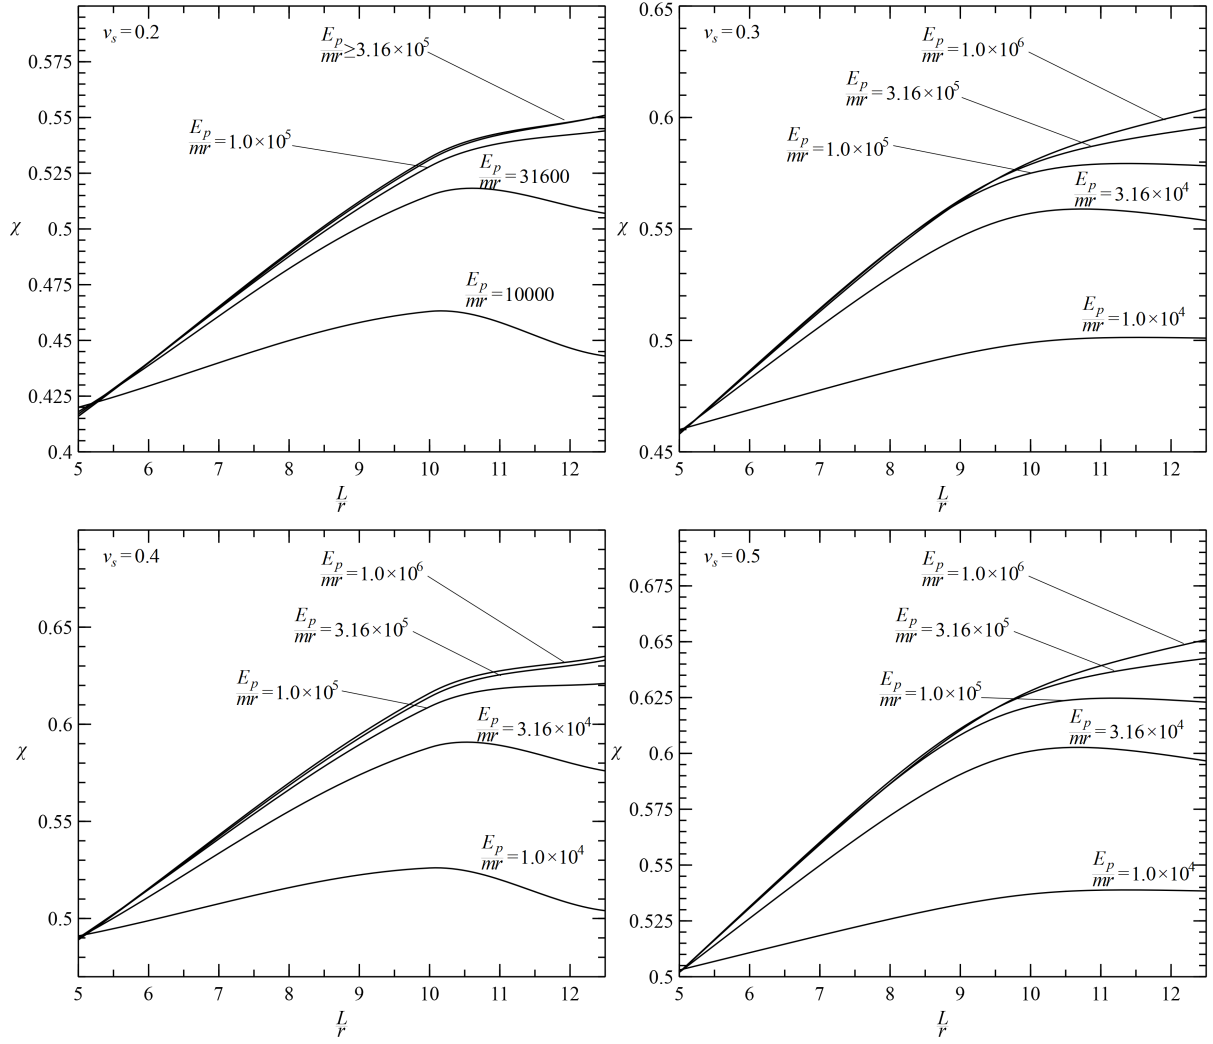 v_s = 0.2
E_p/mr ≥ 3.16×10^5
E_p/mr = 1.0×10^5
E_p/mr = 31600
E_p/mr = 10000
χ
0.575
0.55
0.525
0.5
0.475
0.45
0.425
0.4
5 6 7 8 9 10 11 12
L/r
v_s = 0.3
E_p/mr = 1.0×10^6
E_p/mr = 3.16×10^5
E_p/mr = 1.0×10^5
E_p/mr = 3.16×10^4
E_p/mr = 1.0×10^4
χ
0.65
0.6
0.55
0.5
0.45
5 6 7 8 9 10 11 12
L/r
v_s = 0.4
E_p/mr = 1.0×10^6
E_p/mr = 3.16×10^5
E_p/mr = 1.0×10^5
E_p/mr = 3.16×10^4
E_p/mr = 1.0×10^4
χ
0.65
0.6
0.55
0.5
5 6 7 8 9 10 11 12
L/r
v_s = 0.5
E_p/mr = 1.0×10^6
E_p/mr = 3.16×10^5
E_p/mr = 1.0×10^5
E_p/mr = 3.16×10^4
E_p/mr = 1.0×10^4
χ
0.675
0.65
0.625
0.6
0.575
0.55
0.525
0.5
5 6 7 8 9 10 11 12
L/r